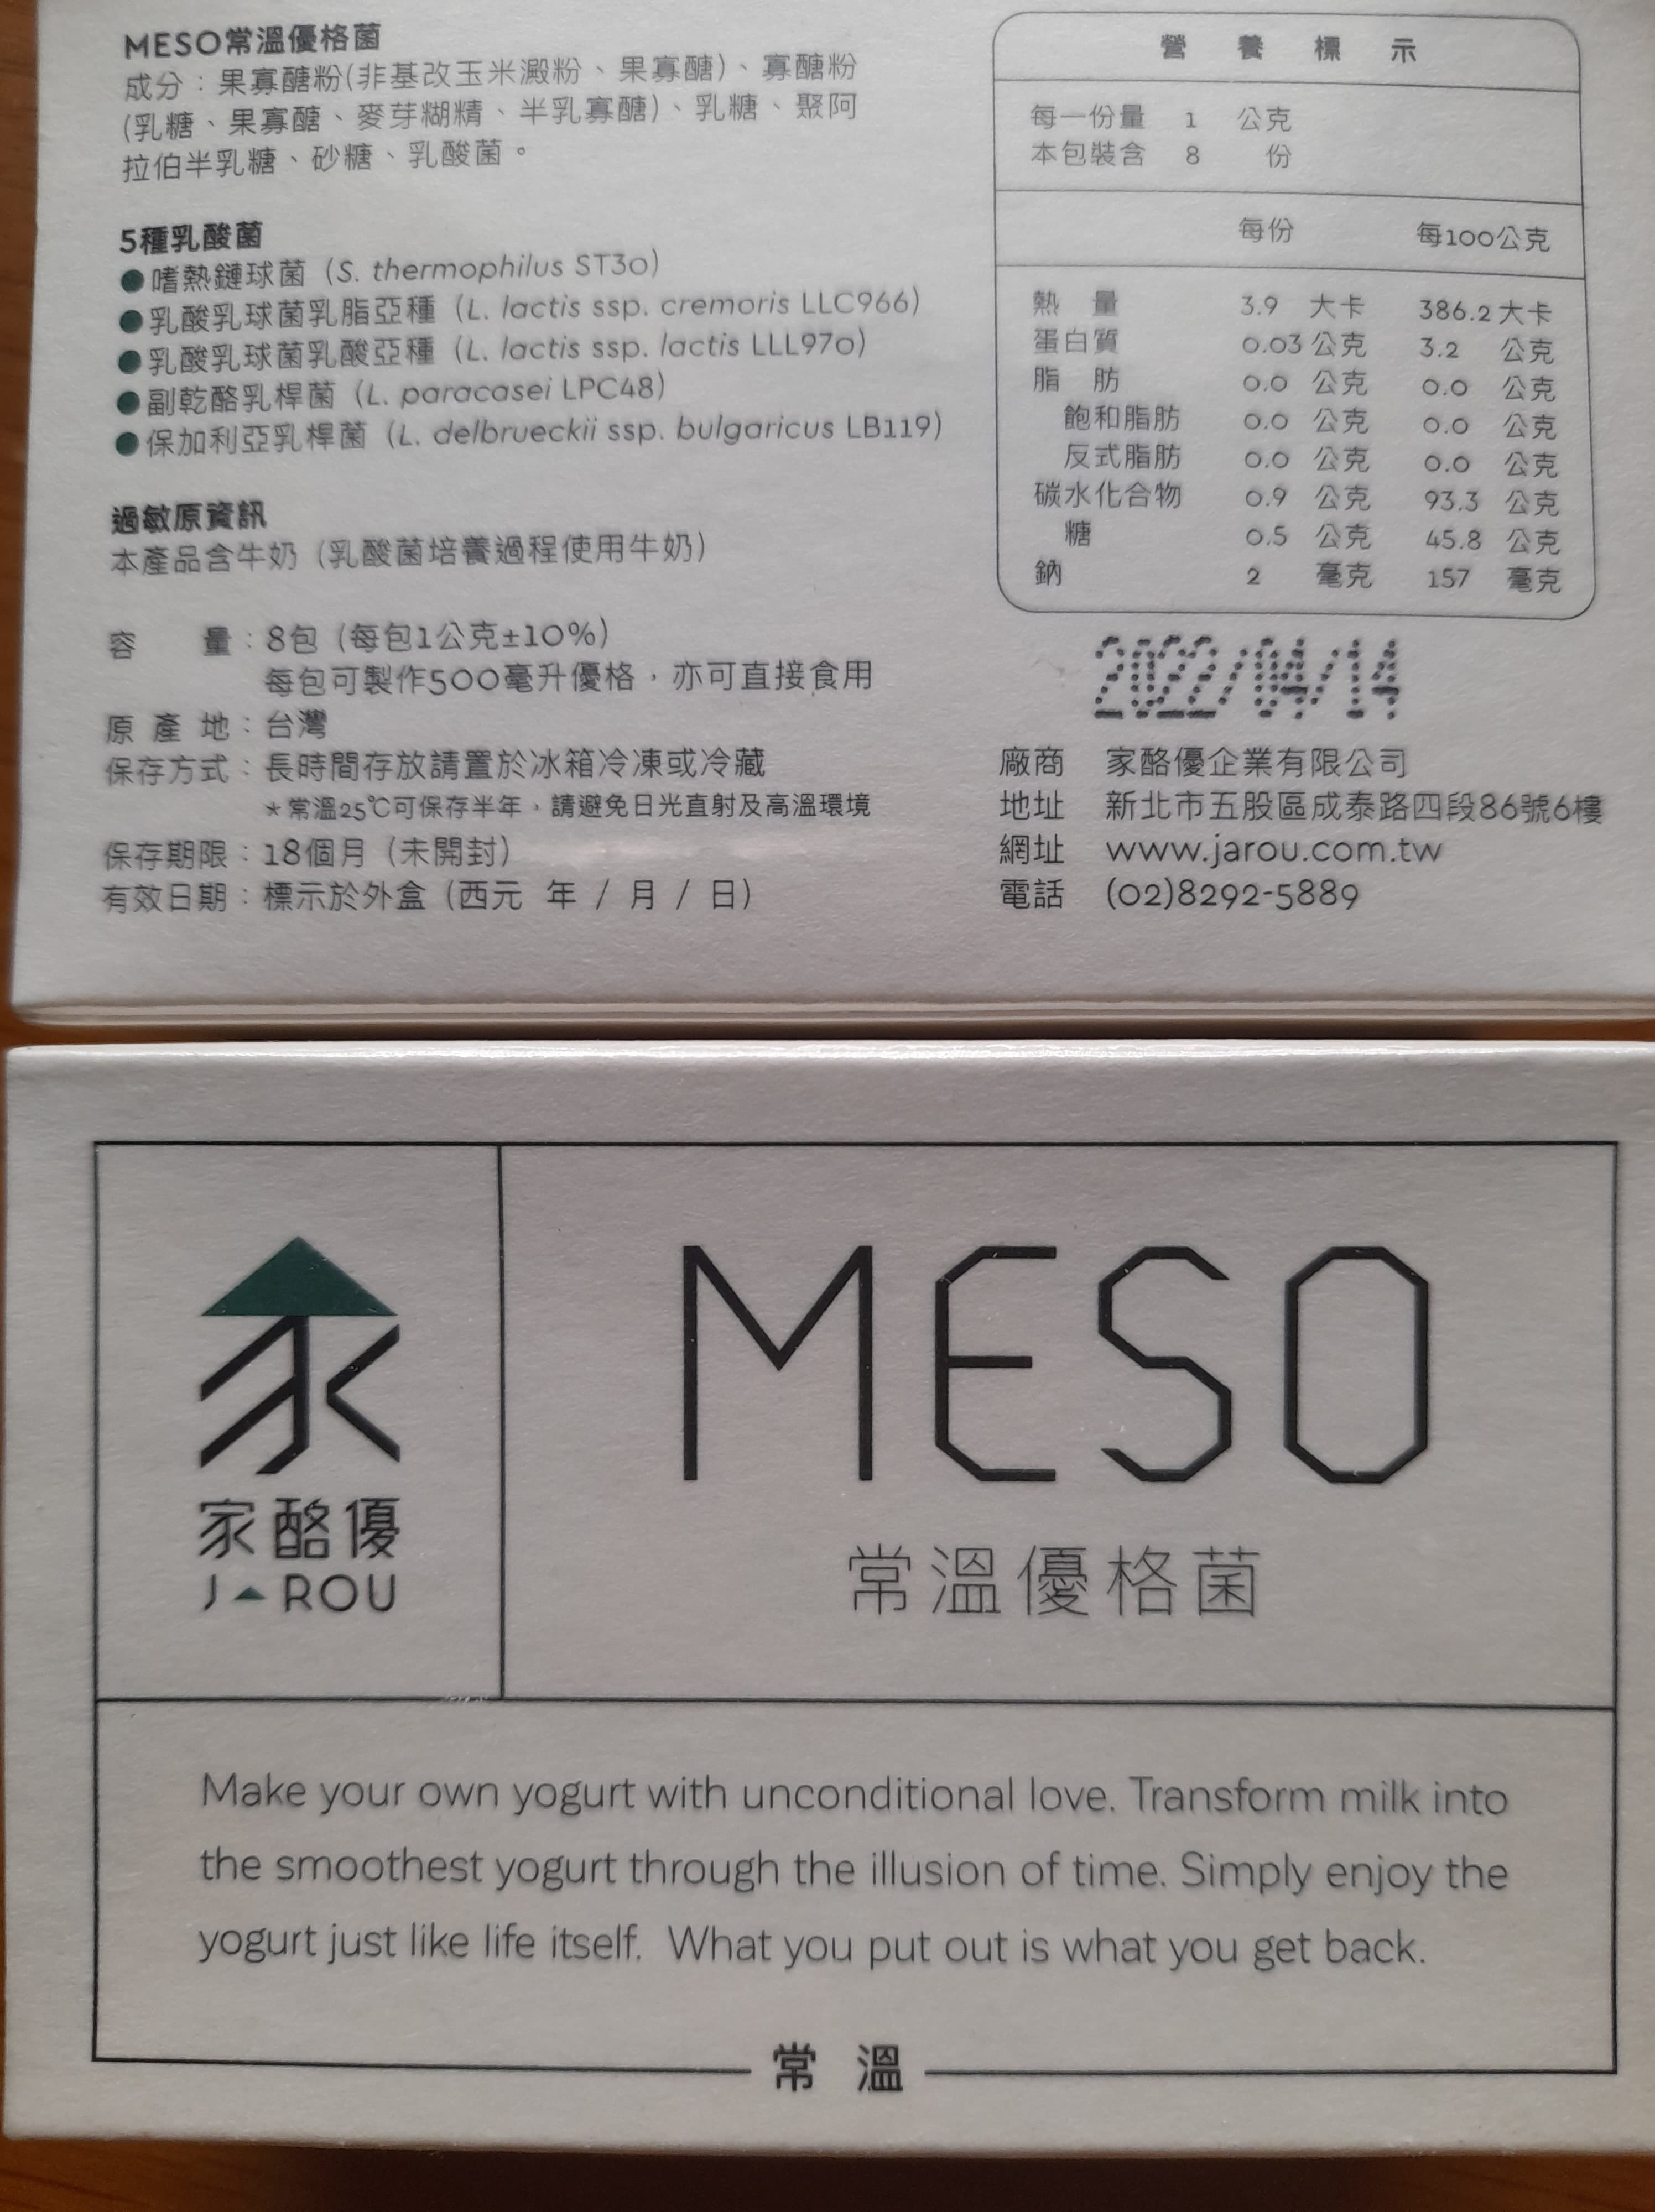 MESO常溫優格菌
成分：果寡醣粉(非基改玉米澱粉、果寡醣)、寡醣粉
(乳糖、果寡醣、麥芽糊精、半乳寡醣)、乳糖、聚阿
拉伯半乳糖、砂糖、乳酸菌。
5種乳酸菌
●嗜熱鏈球菌 (S. thermophilus ST30)
●乳酸乳球菌乳脂亞種 (L. lactis ssp. cremoris LLC966)
●乳酸乳球菌乳酸亞種 (L. lactis ssp. lactis LLL970)
●副乾酪乳桿菌 (L. paracasei LPC48)
●保加利亞乳桿菌 (L. delbrueckii ssp. bulgaricus LB119)
過敏原資訊
本產品含牛奶 (乳酸菌培養過程使用牛奶)
容量：8包 (每包1公克±10%)
每包可製作500毫升優格，亦可直接食用
原產地：台灣
保存方式：長時間存放請置於冰箱冷凍或冷藏
＊常溫25℃可保存半年，請避免日光直射及高溫環境
保存期限：18個月 (未開封)
有效日期：標示於外盒 (西元 年 / 月 / 日)
營養標示
每一份量 1 公克
本包裝含 8 份
每份 每100公克
熱量 3.9 大卡 386.2 大卡
蛋白質 0.03 公克 3.2 公克
脂肪 0.0 公克 0.0 公克
飽和脂肪 0.0 公克 0.0 公克
反式脂肪 0.0 公克 0.0 公克
碳水化合物 0.9 公克 93.3 公克
糖 0.5 公克 45.8 公克
鈉 2 毫克 157 毫克
2022/04/14
廠商 家酪優企業有限公司
地址 新北市五股區成泰路四段86號6樓
網址 www.jarou.com.tw
電話 (02)8292-5889
家酪優
JAROU
MESO
常溫優格菌
Make your own yogurt with unconditional love. Transform milk into
the smoothest yogurt through the illusion of time. Simply enjoy the
yogurt just like life itself. What you put out is what you get back.
常溫